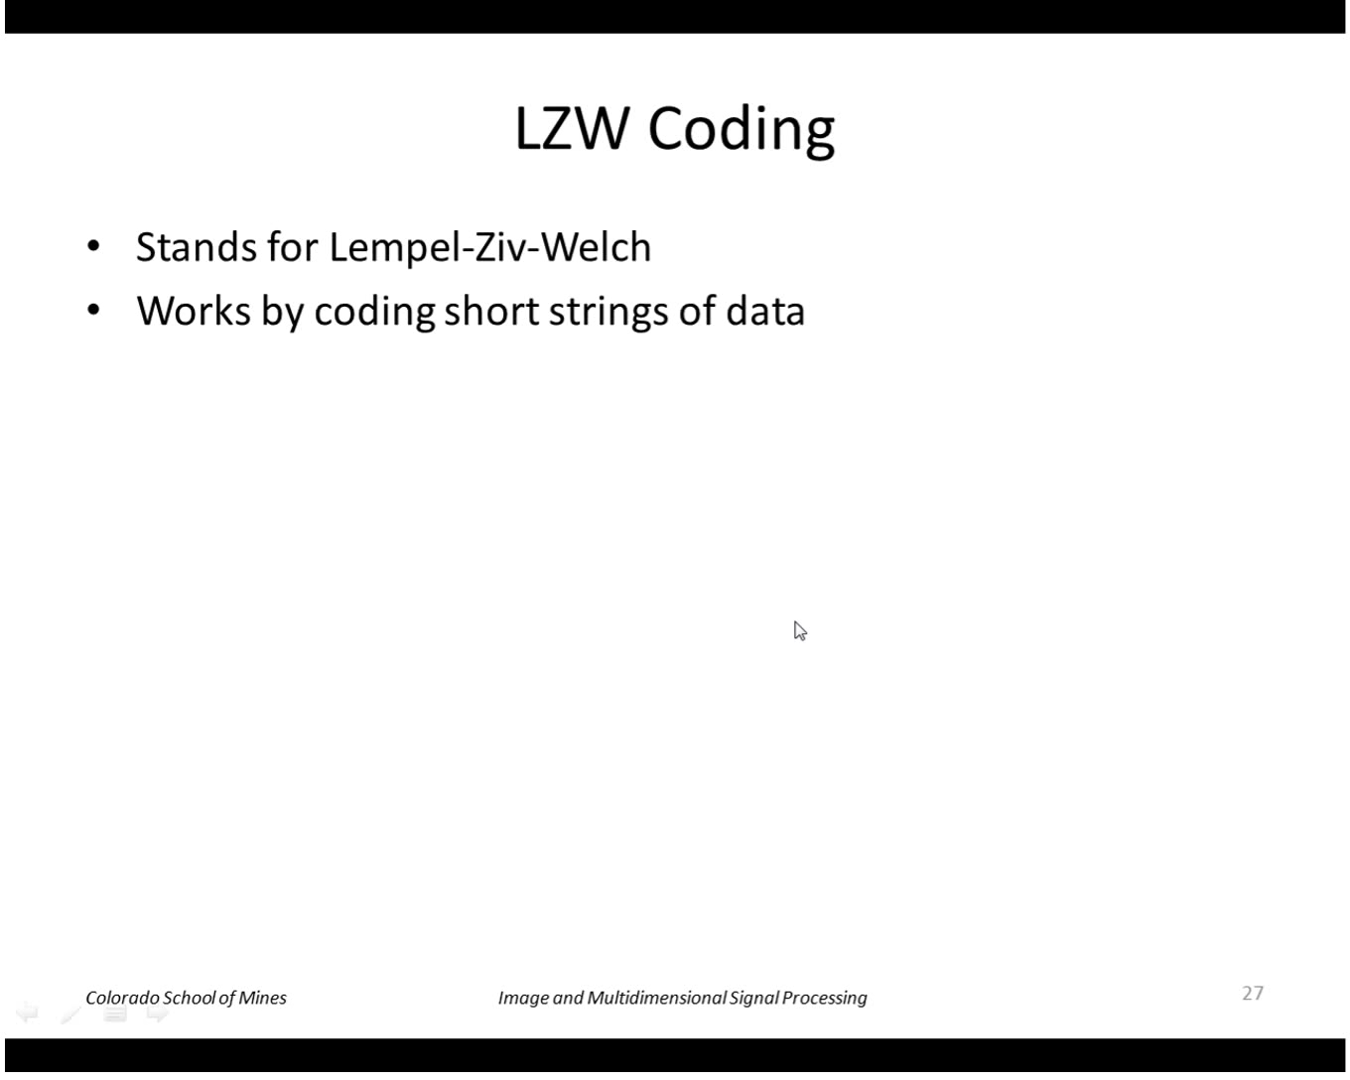 LZW Coding
• Stands for Lempel-Ziv-Welch
• Works by coding short strings of data
Colorado School of Mines
Image and Multidimensional Signal Processing
27